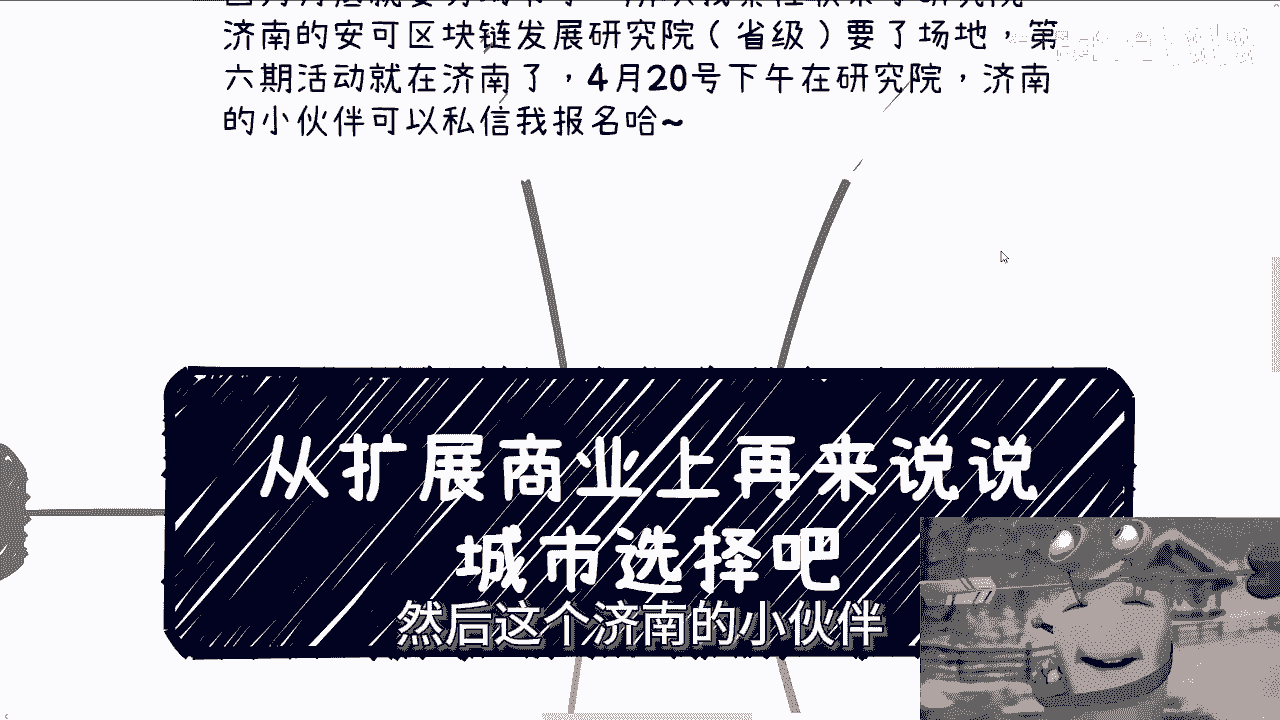 济南的安可区块链发展研究院（省级）要了场地，第
六期活动就在济南了，4月20号下午在研究院，济南
的小伙伴可以私信我报名哈~
从扩展商业上再来说说
城市选择吧
然后这个济南的小伙伴